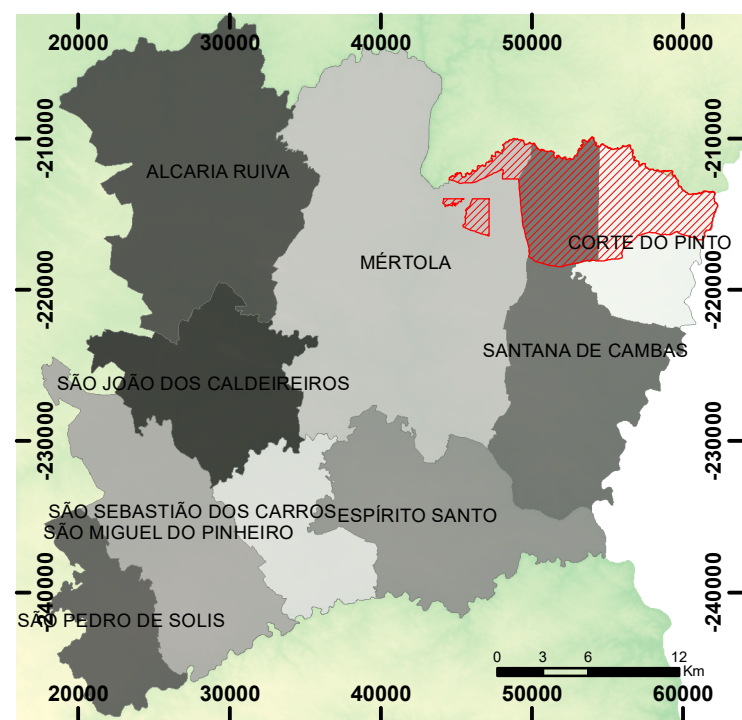 20000 30000 40000 50000 60000
-210000 -210000
ALCARIA RUIVA
CORTE DO PINTO
MÉRTOLA
-220000 -220000
SANTANA DE CAMBAS
SÃO JOÃO DOS CALDEIREIROS
-230000 -230000
SÃO SEBASTIÃO DOS CARROS
ESPÍRITO SANTO
SÃO MIGUEL DO PINHEIRO
-240000 -240000
SÃO PEDRO DE SOLIS
0 3 6 12
Km
20000 30000 40000 50000 60000